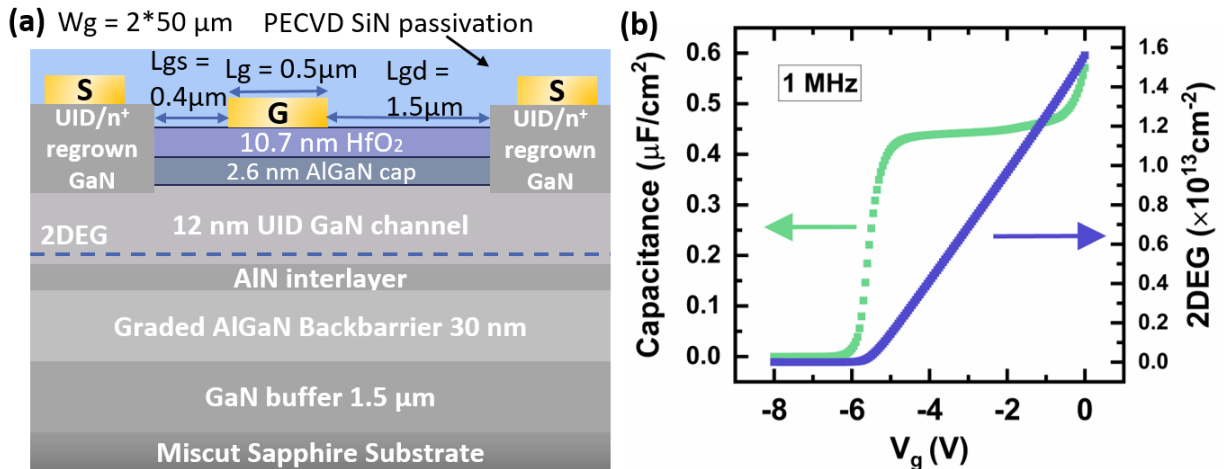 (a) Wg = 2*50 μm PECVD SiN passivation
Lgs =
0.4μm
Lg = 0.5μm
Lgd =
1.5μm
S
G
S
UID/n⁺
regrown
GaN
10.7 nm HfO₂
2.6 nm AlGaN cap
UID/n⁺
regrown
GaN
12 nm UID GaN channel
2DEG
AlN interlayer
Graded AlGaN Backbarrier 30 nm
GaN buffer 1.5 μm
Miscut Sapphire Substrate
(b)
1 MHz
Capacitance (μF/cm²)
0.6
0.5
0.4
0.3
0.2
0.1
0.0
2DEG (×10¹³cm⁻²)
1.6
1.4
1.2
1.0
0.8
0.6
0.4
0.2
0.0
-8 -6 -4 -2 0
Vg (V)